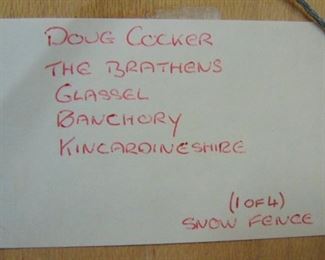 DOUG COCKER
THE BRATHENS
GLASSEL
BANCHORY
KINCARDINESHIRE
(1 OF 4)
SNOW FENCE